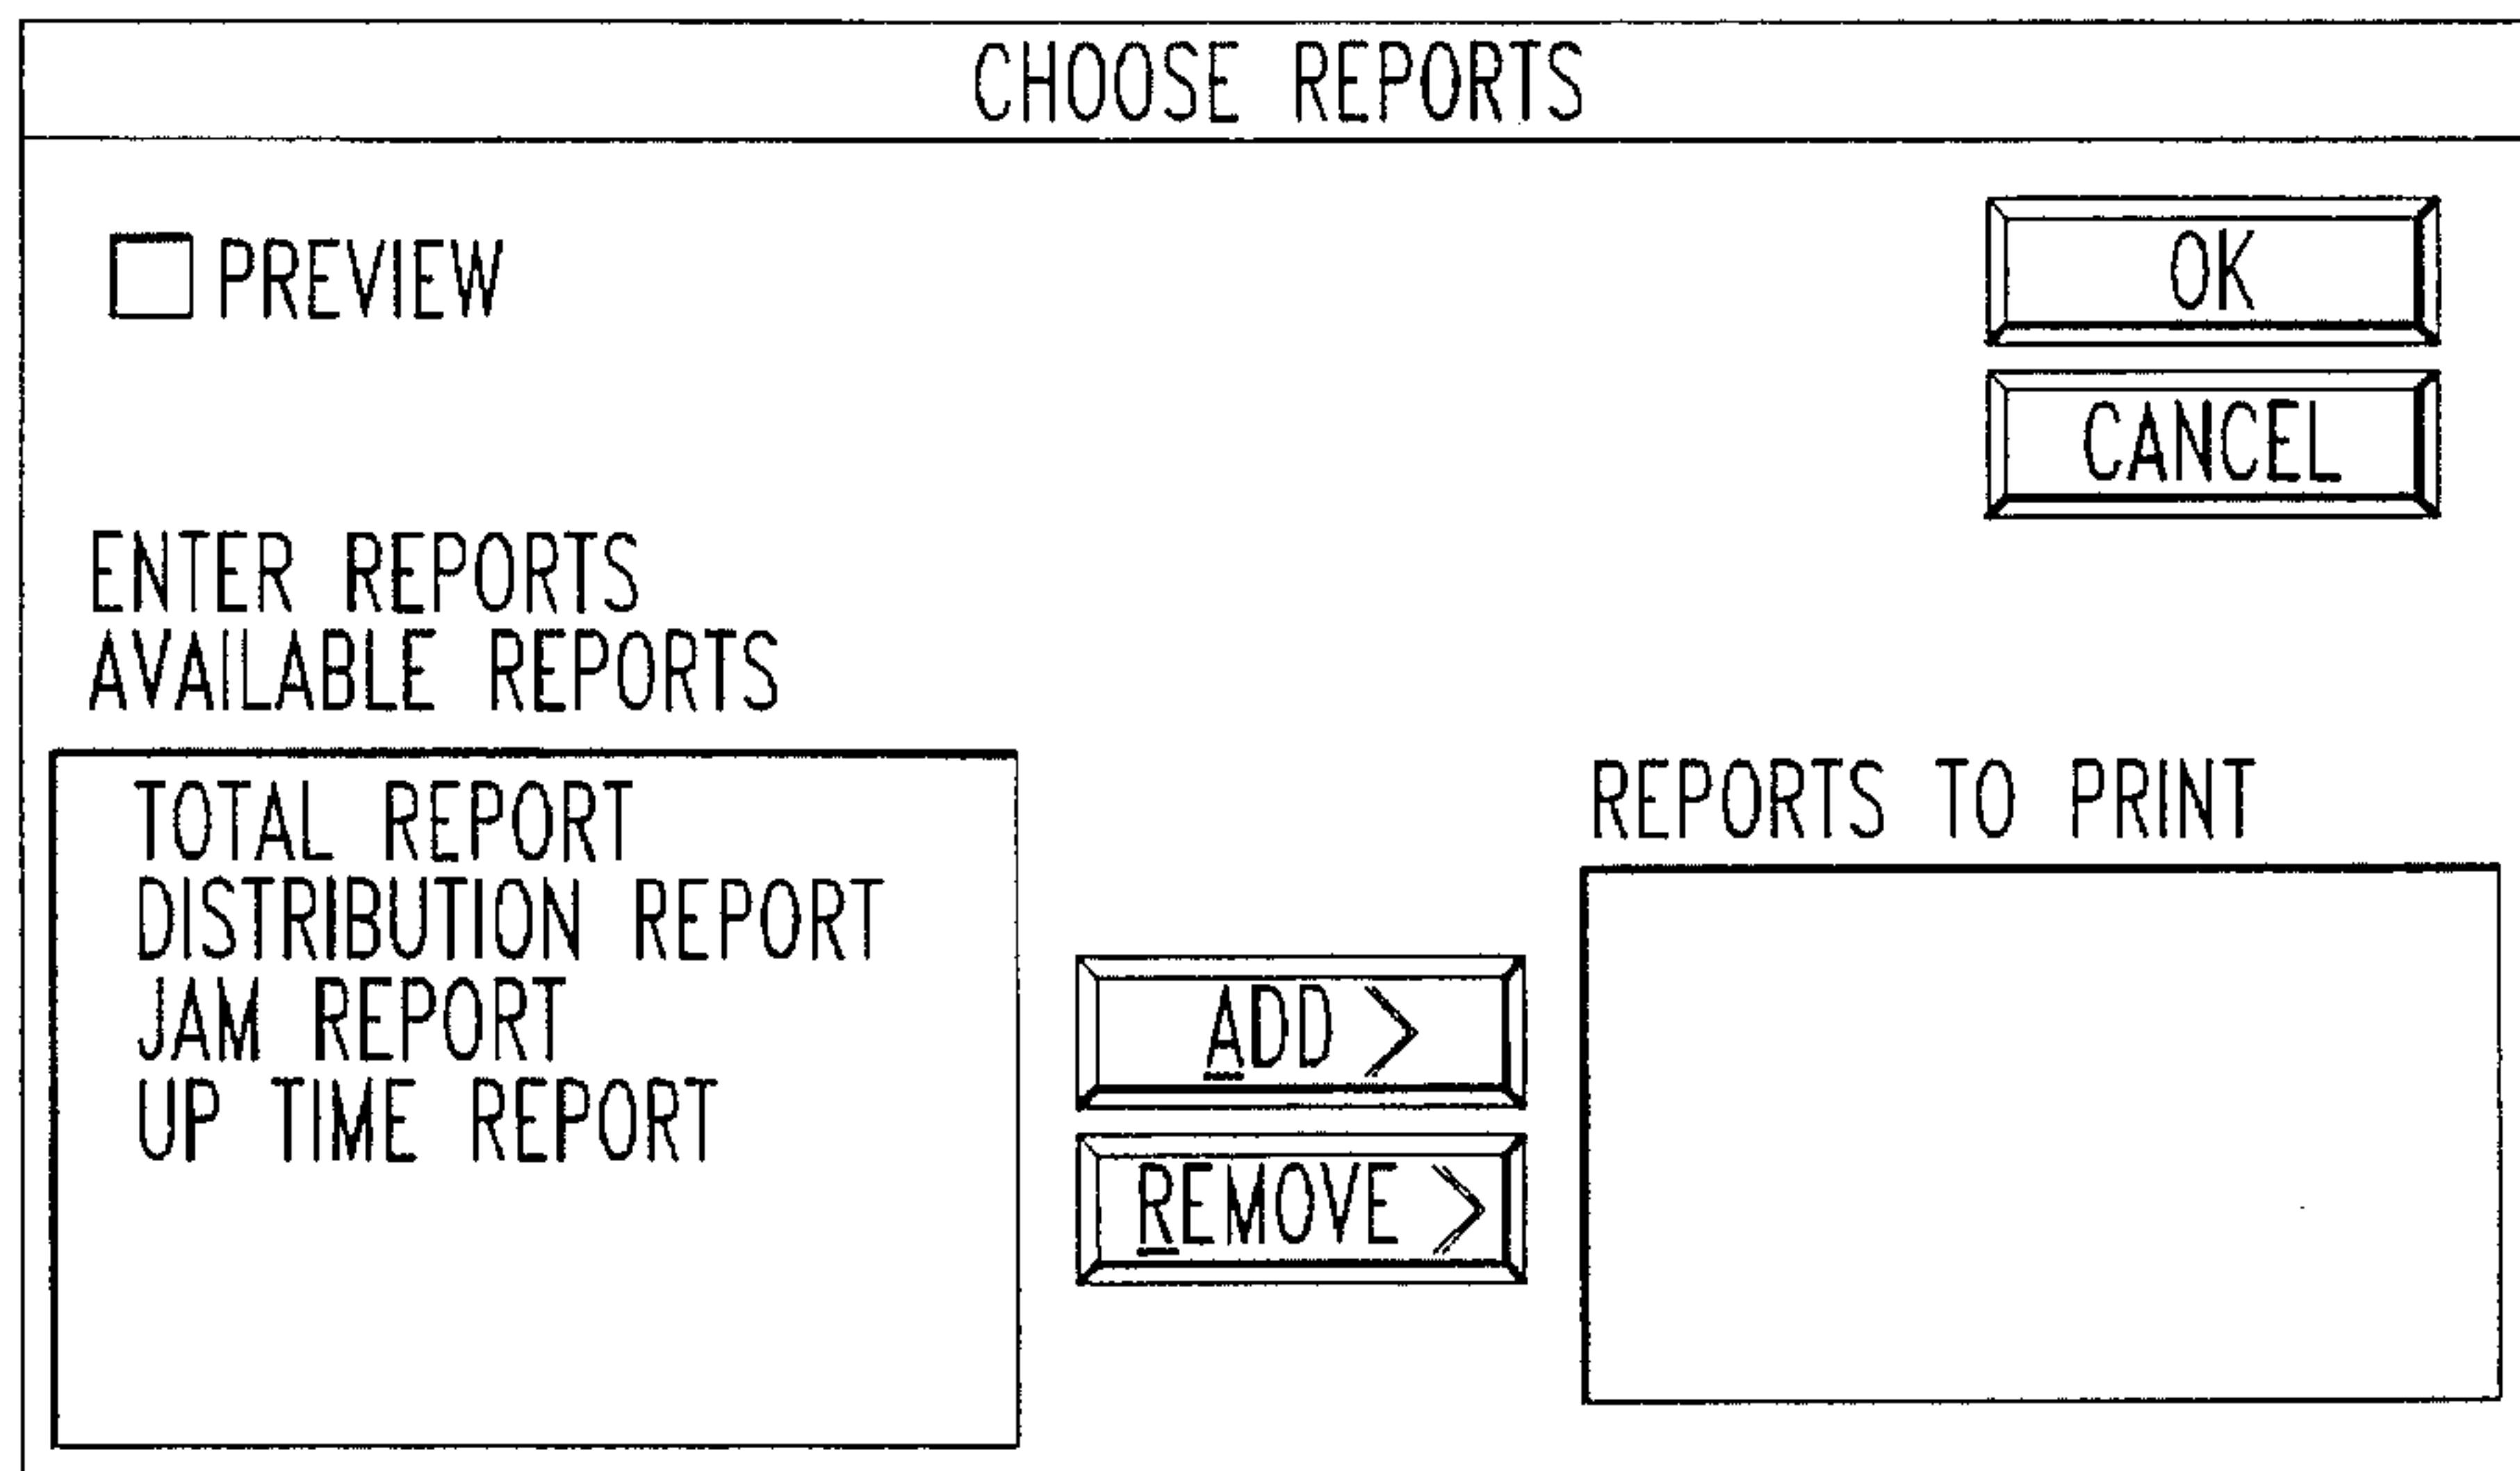 CHOOSE REPORTS
PREVIEW
OK
CANCEL
ENTER REPORTS
AVAILABLE REPORTS
TOTAL REPORT
DISTRIBUTION REPORT
JAM REPORT
UP TIME REPORT
ADD >
REMOVE >
REPORTS TO PRINT